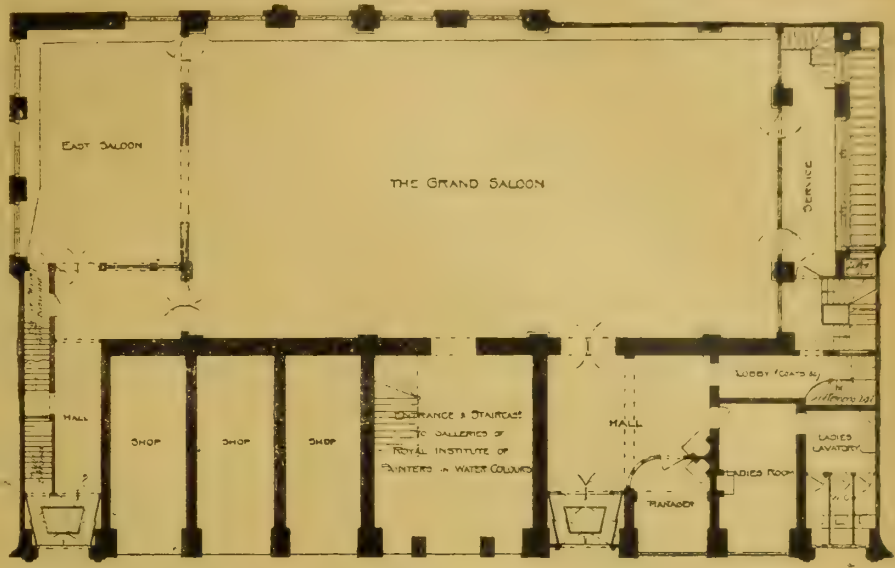 EAST SALOON
THE GRAND SALOON
SERVICE
LOBBY (COATS &c)
HALL
SHOP
SHOP
SHOP
ENTRANCE & STAIRCASE
TO GALLERIES OF
ROYAL INSTITUTE OF
PAINTERS IN WATER COLOURS
HALL
MANAGER
LADIES ROOM
LADIES
LAVATORY
W.C.